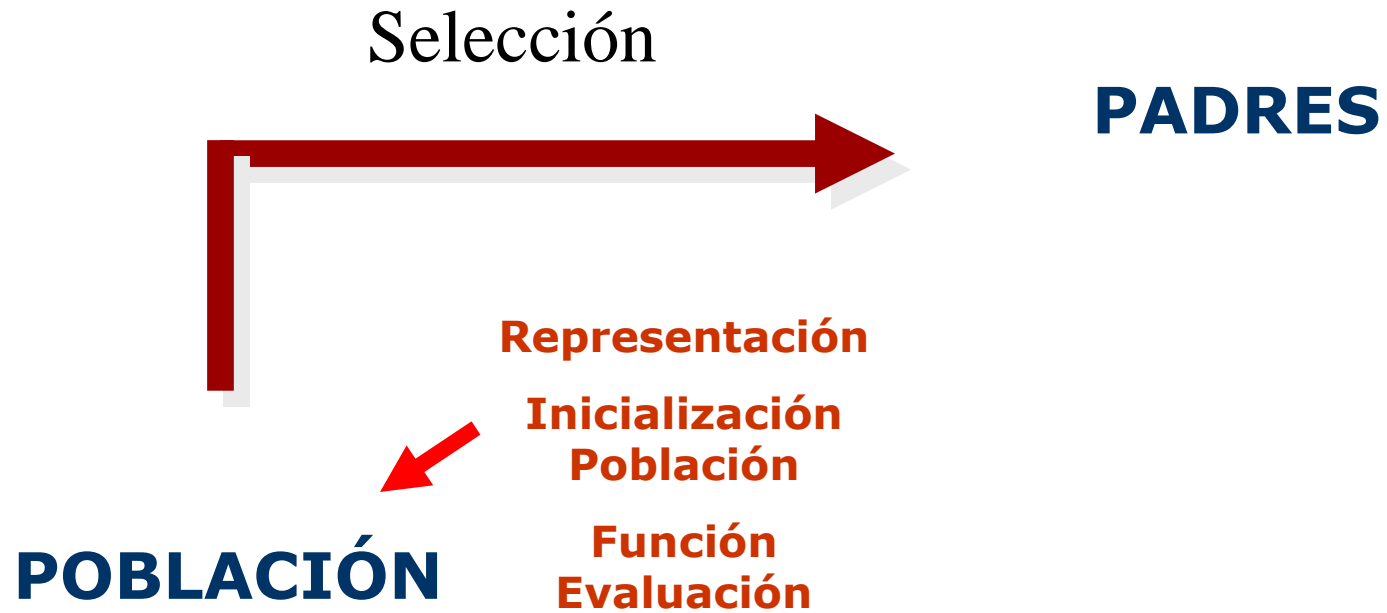 Selección
PADRES
Representación
Inicialización
Población
Función
Evaluación
POBLACIÓN